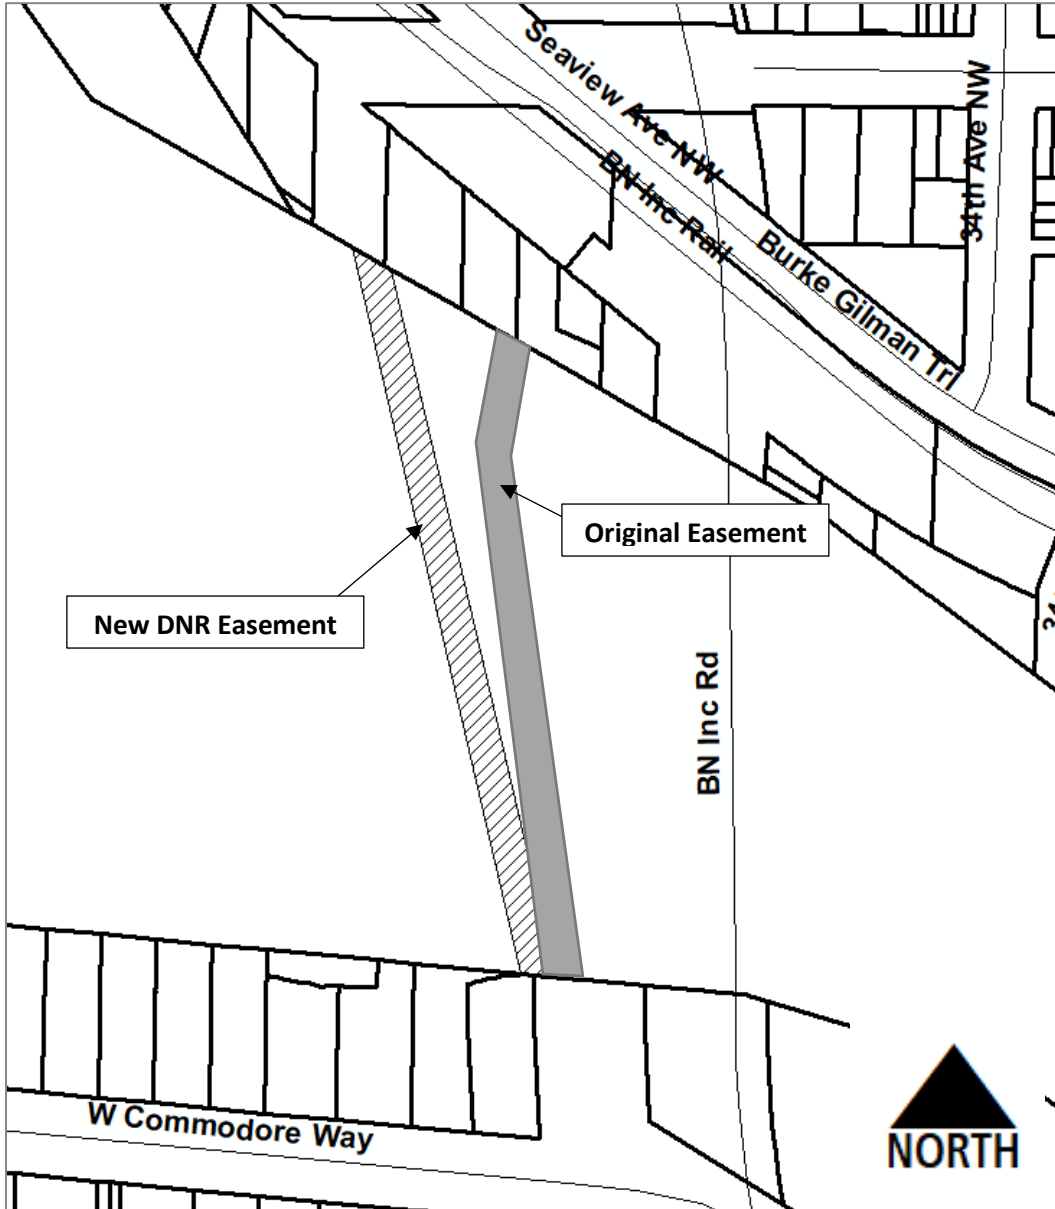 Seaview Ave NW
BN Inc Rail
Burke Gilman Trl
34th Ave NW
Original Easement
New DNR Easement
BN Inc Rd
W Commodore Way
NORTH